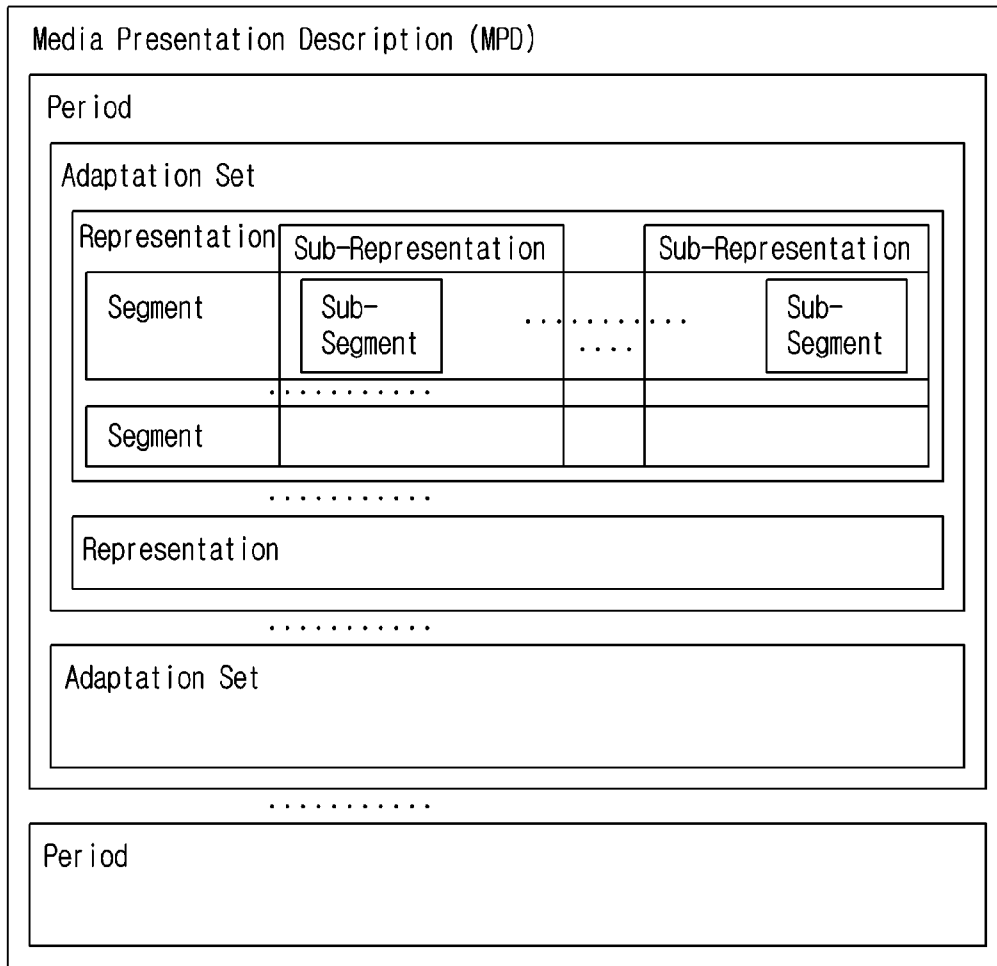 Media Presentation Description (MPD)
Period
Adaptation Set
Representation
Sub-Representation
Sub-Representation
Segment
Sub-
Segment
...........
....
Sub-
Segment
...........
Segment
...........
Representation
...........
Adaptation Set
...........
Period